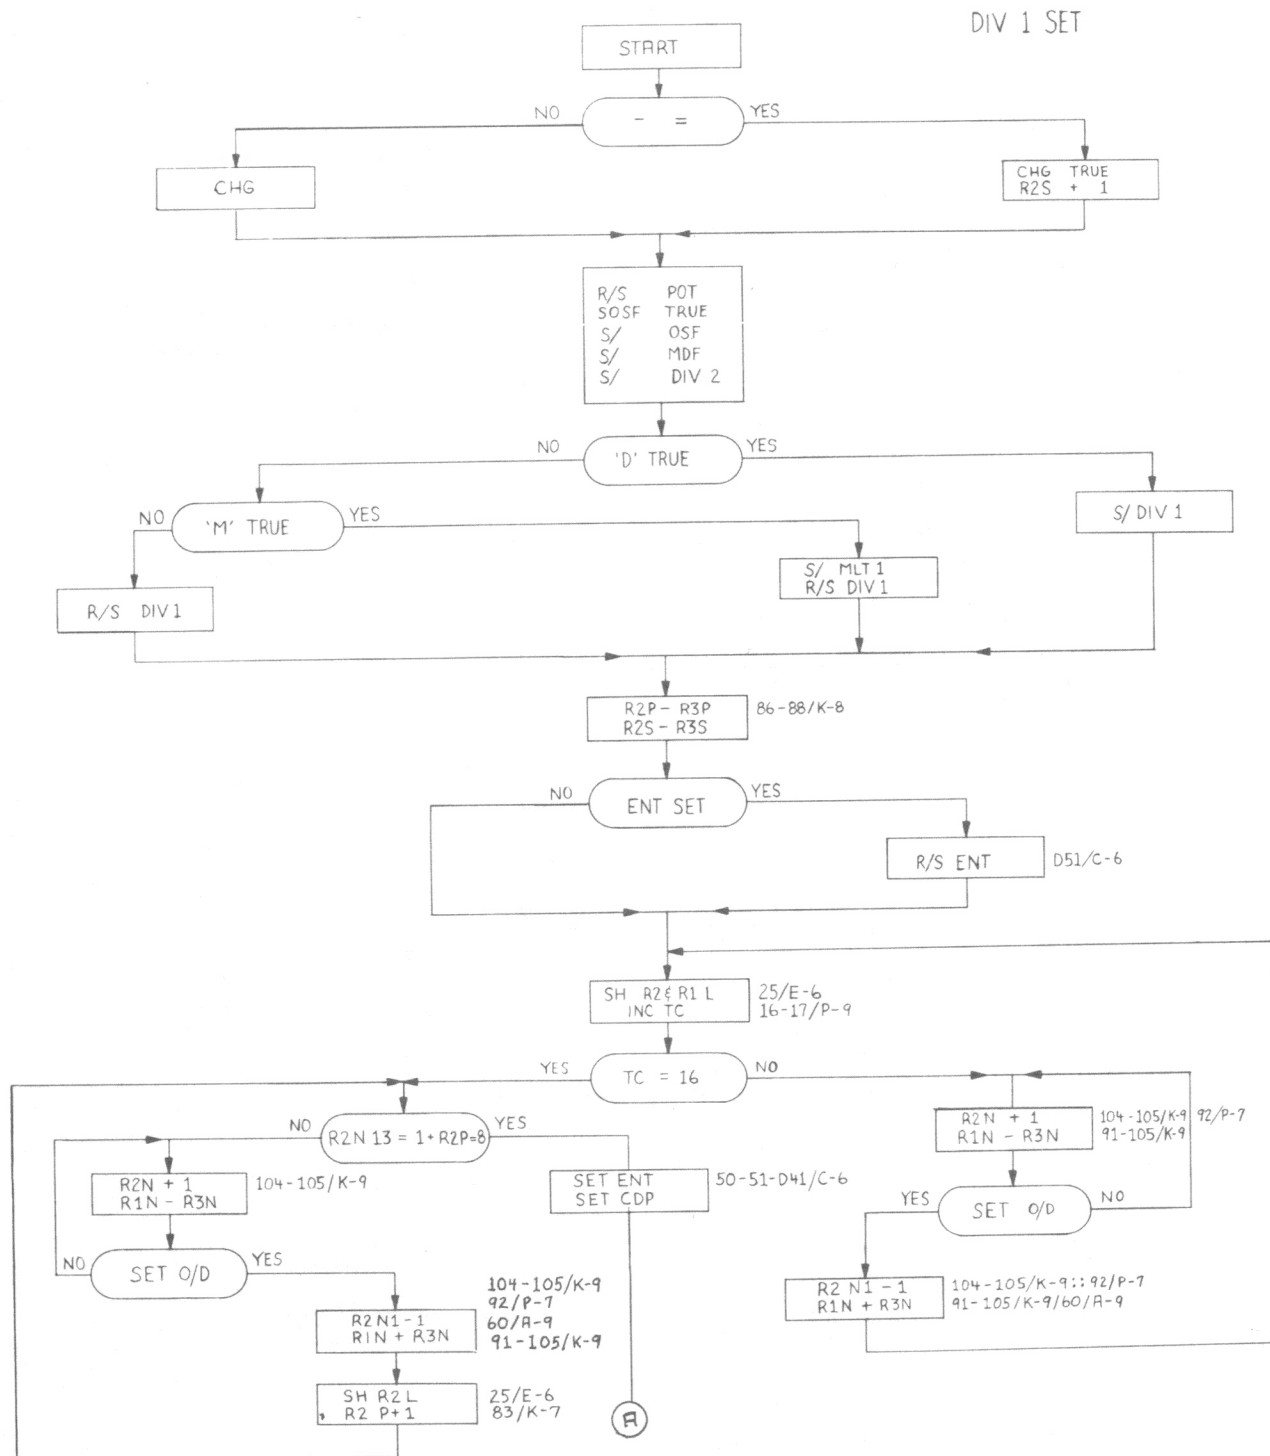 DIV 1 SET
START
NO
- =
YES
CHG
CHG TRUE
R2S + 1
R/S POT
SOSF TRUE
S/ OSF
S/ MDF
S/ DIV 2
NO
'D' TRUE
YES
NO
'M' TRUE
YES
S/ DIV 1
S/ MLT 1
R/S DIV 1
R/S DIV 1
R2P - R3P
R2S - R3S
86-88/K-8
NO
ENT SET
YES
R/S ENT
D51/C-6
SH R2 & R1 L
INC TC
25/E-6
16-17/P-9
YES
TC = 16
NO
NO
R2N 13 = 1 + R2P=8
YES
R2N + 1
R1N - R3N
104-105/K-9 92/P-7
91-105/K-9
R2N + 1
R1N - R3N
104-105/K-9
SET ENT
SET CDP
50-51-D41/C-6
YES
SET O/D
NO
NO
SET O/D
YES
R2 N1 - 1
R1N + R3N
104-105/K-9::92/P-7
91-105/K-9/60/A-9
R2N1-1
R1N + R3N
104-105/K-9
92/P-7
60/A-9
91-105/K-9
SH R2 L
R2 P+1
25/E-6
83/K-7
A